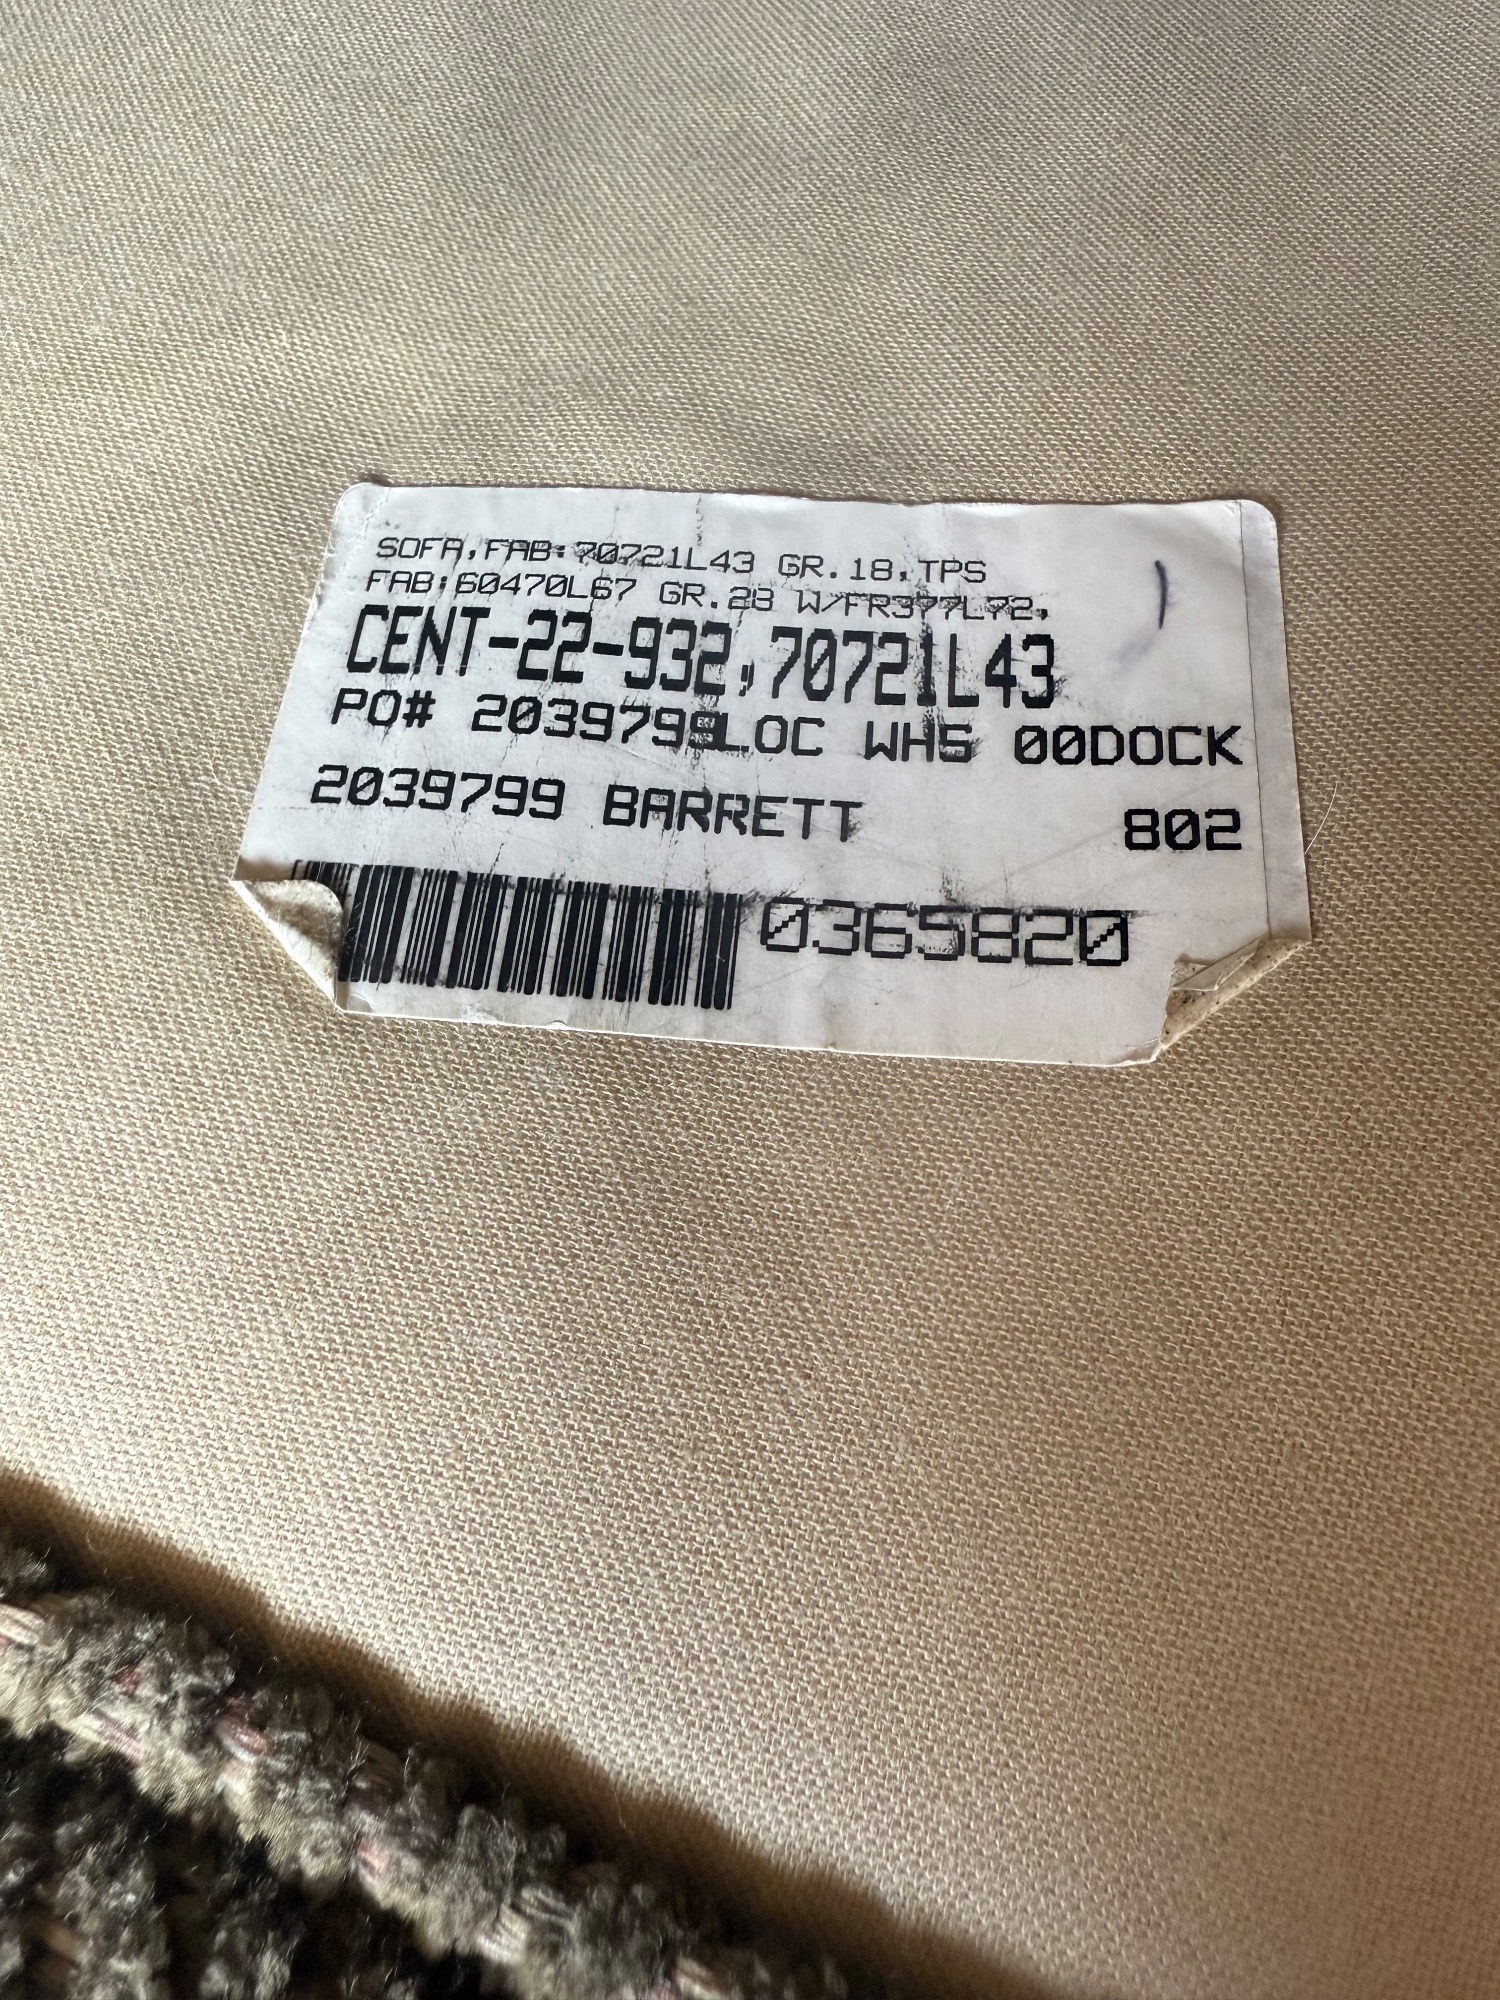 SOFA,FAB:70721L43 GR.18,TPS
FAB:60470L67 GR.28 W/FR377L72,
CENT-22-932,70721L43
PO# 2039799LOC WHS 00DOCK
2039799 BARRETT 802
0365820